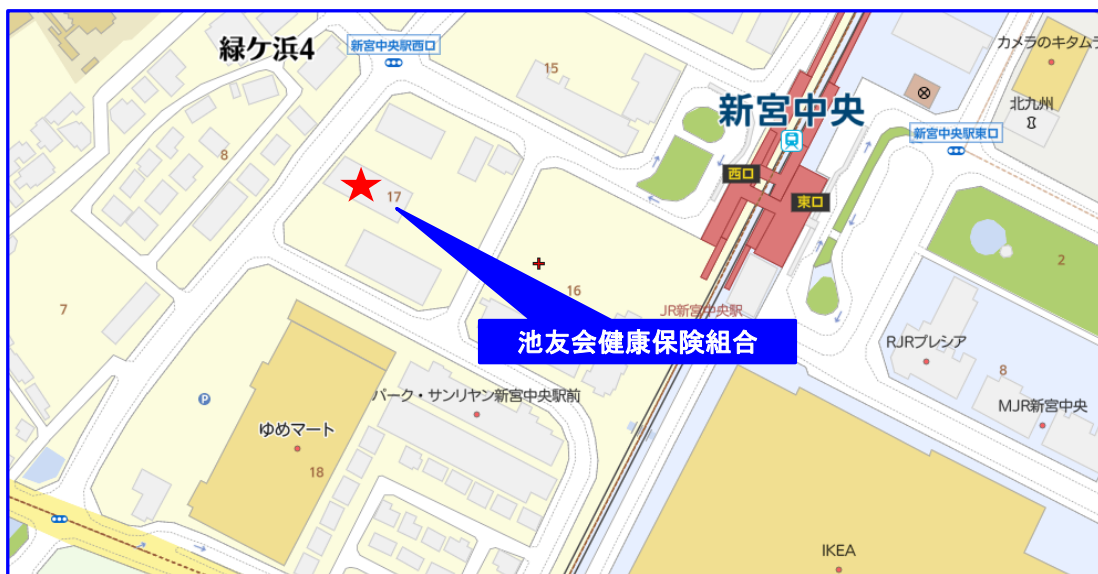 緑ケ浜4
新宮中央駅西口
カメラのキタムラ
15
新宮中央
北九州
新宮中央駅東口
8
西口
17
東口
2
16
7
JR新宮中央駅
池友会健康保険組合
RJRプレシア
8
パーク・サンリヤン新宮中央駅前
MJR新宮中央
P
ゆめマート
18
IKEA